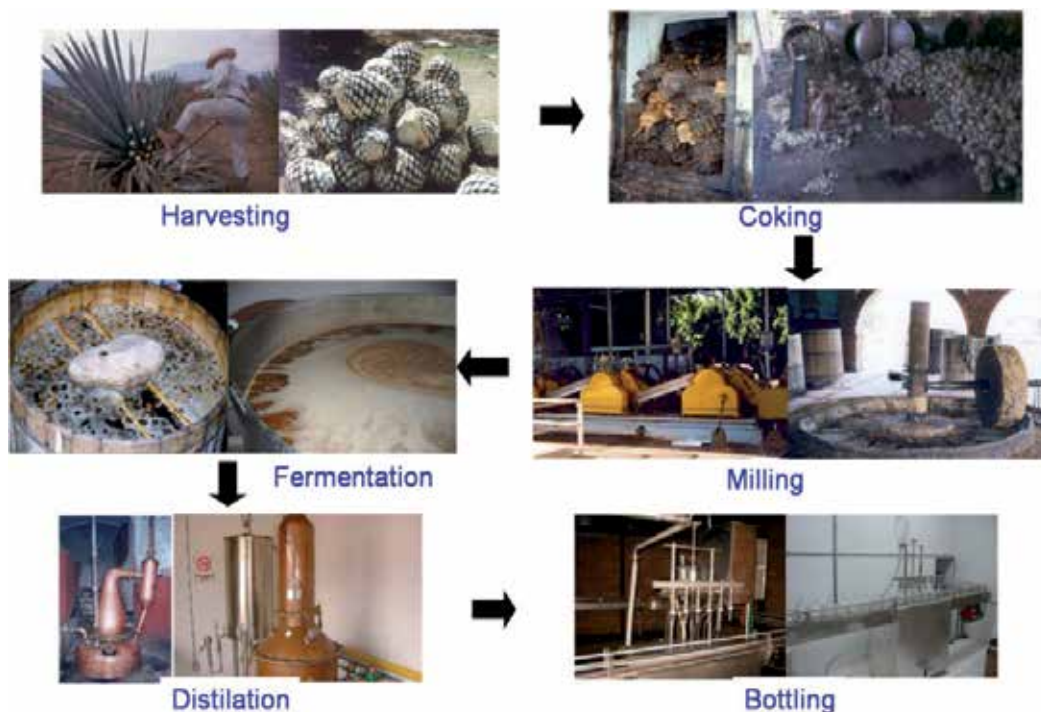 Harvesting
Coking
Milling
Fermentation
Distilation
Bottling